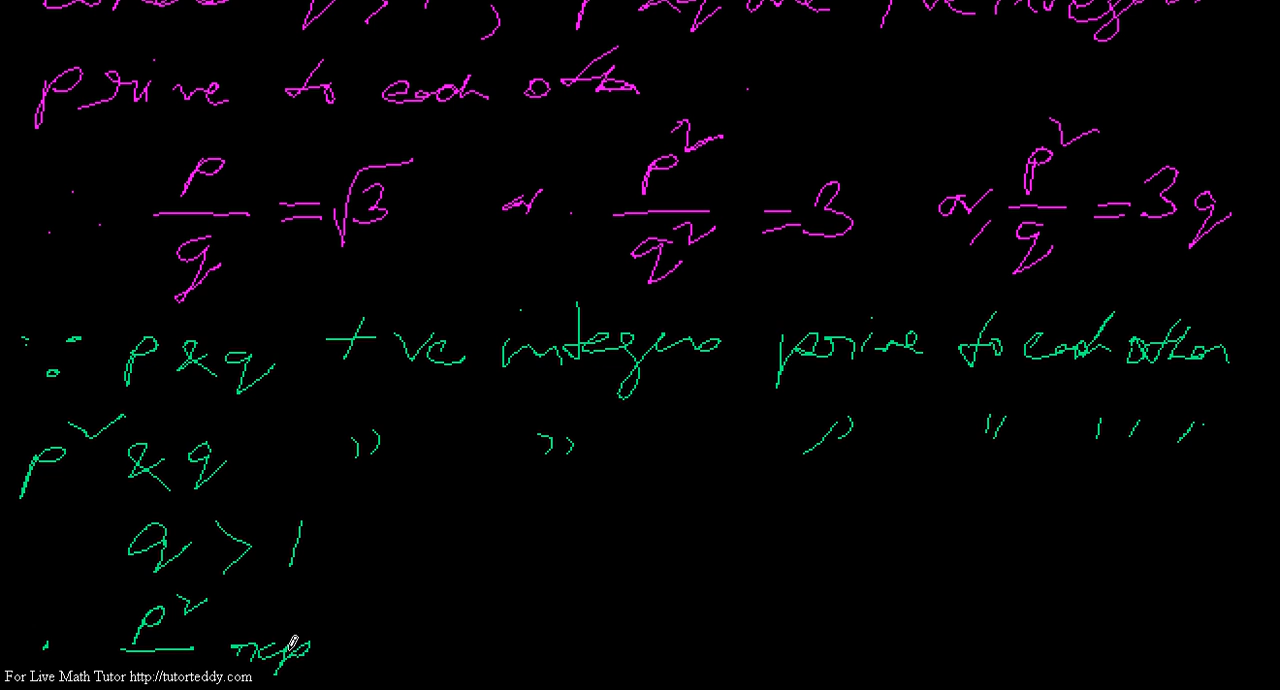 prime to each other
∴ p/q = √3 or p²/q² = 3 or, p²/q = 3q
∵ p & q +ve integers prime to each other
p² & q " " " " " "
q > 1
∴ p²
For Live Math Tutor http://tutorteddy.com